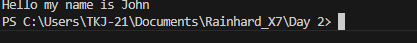 Hello my name is John
PS C:\Users\TKJ-21\Documents\Rainhard_X7\Day 2>